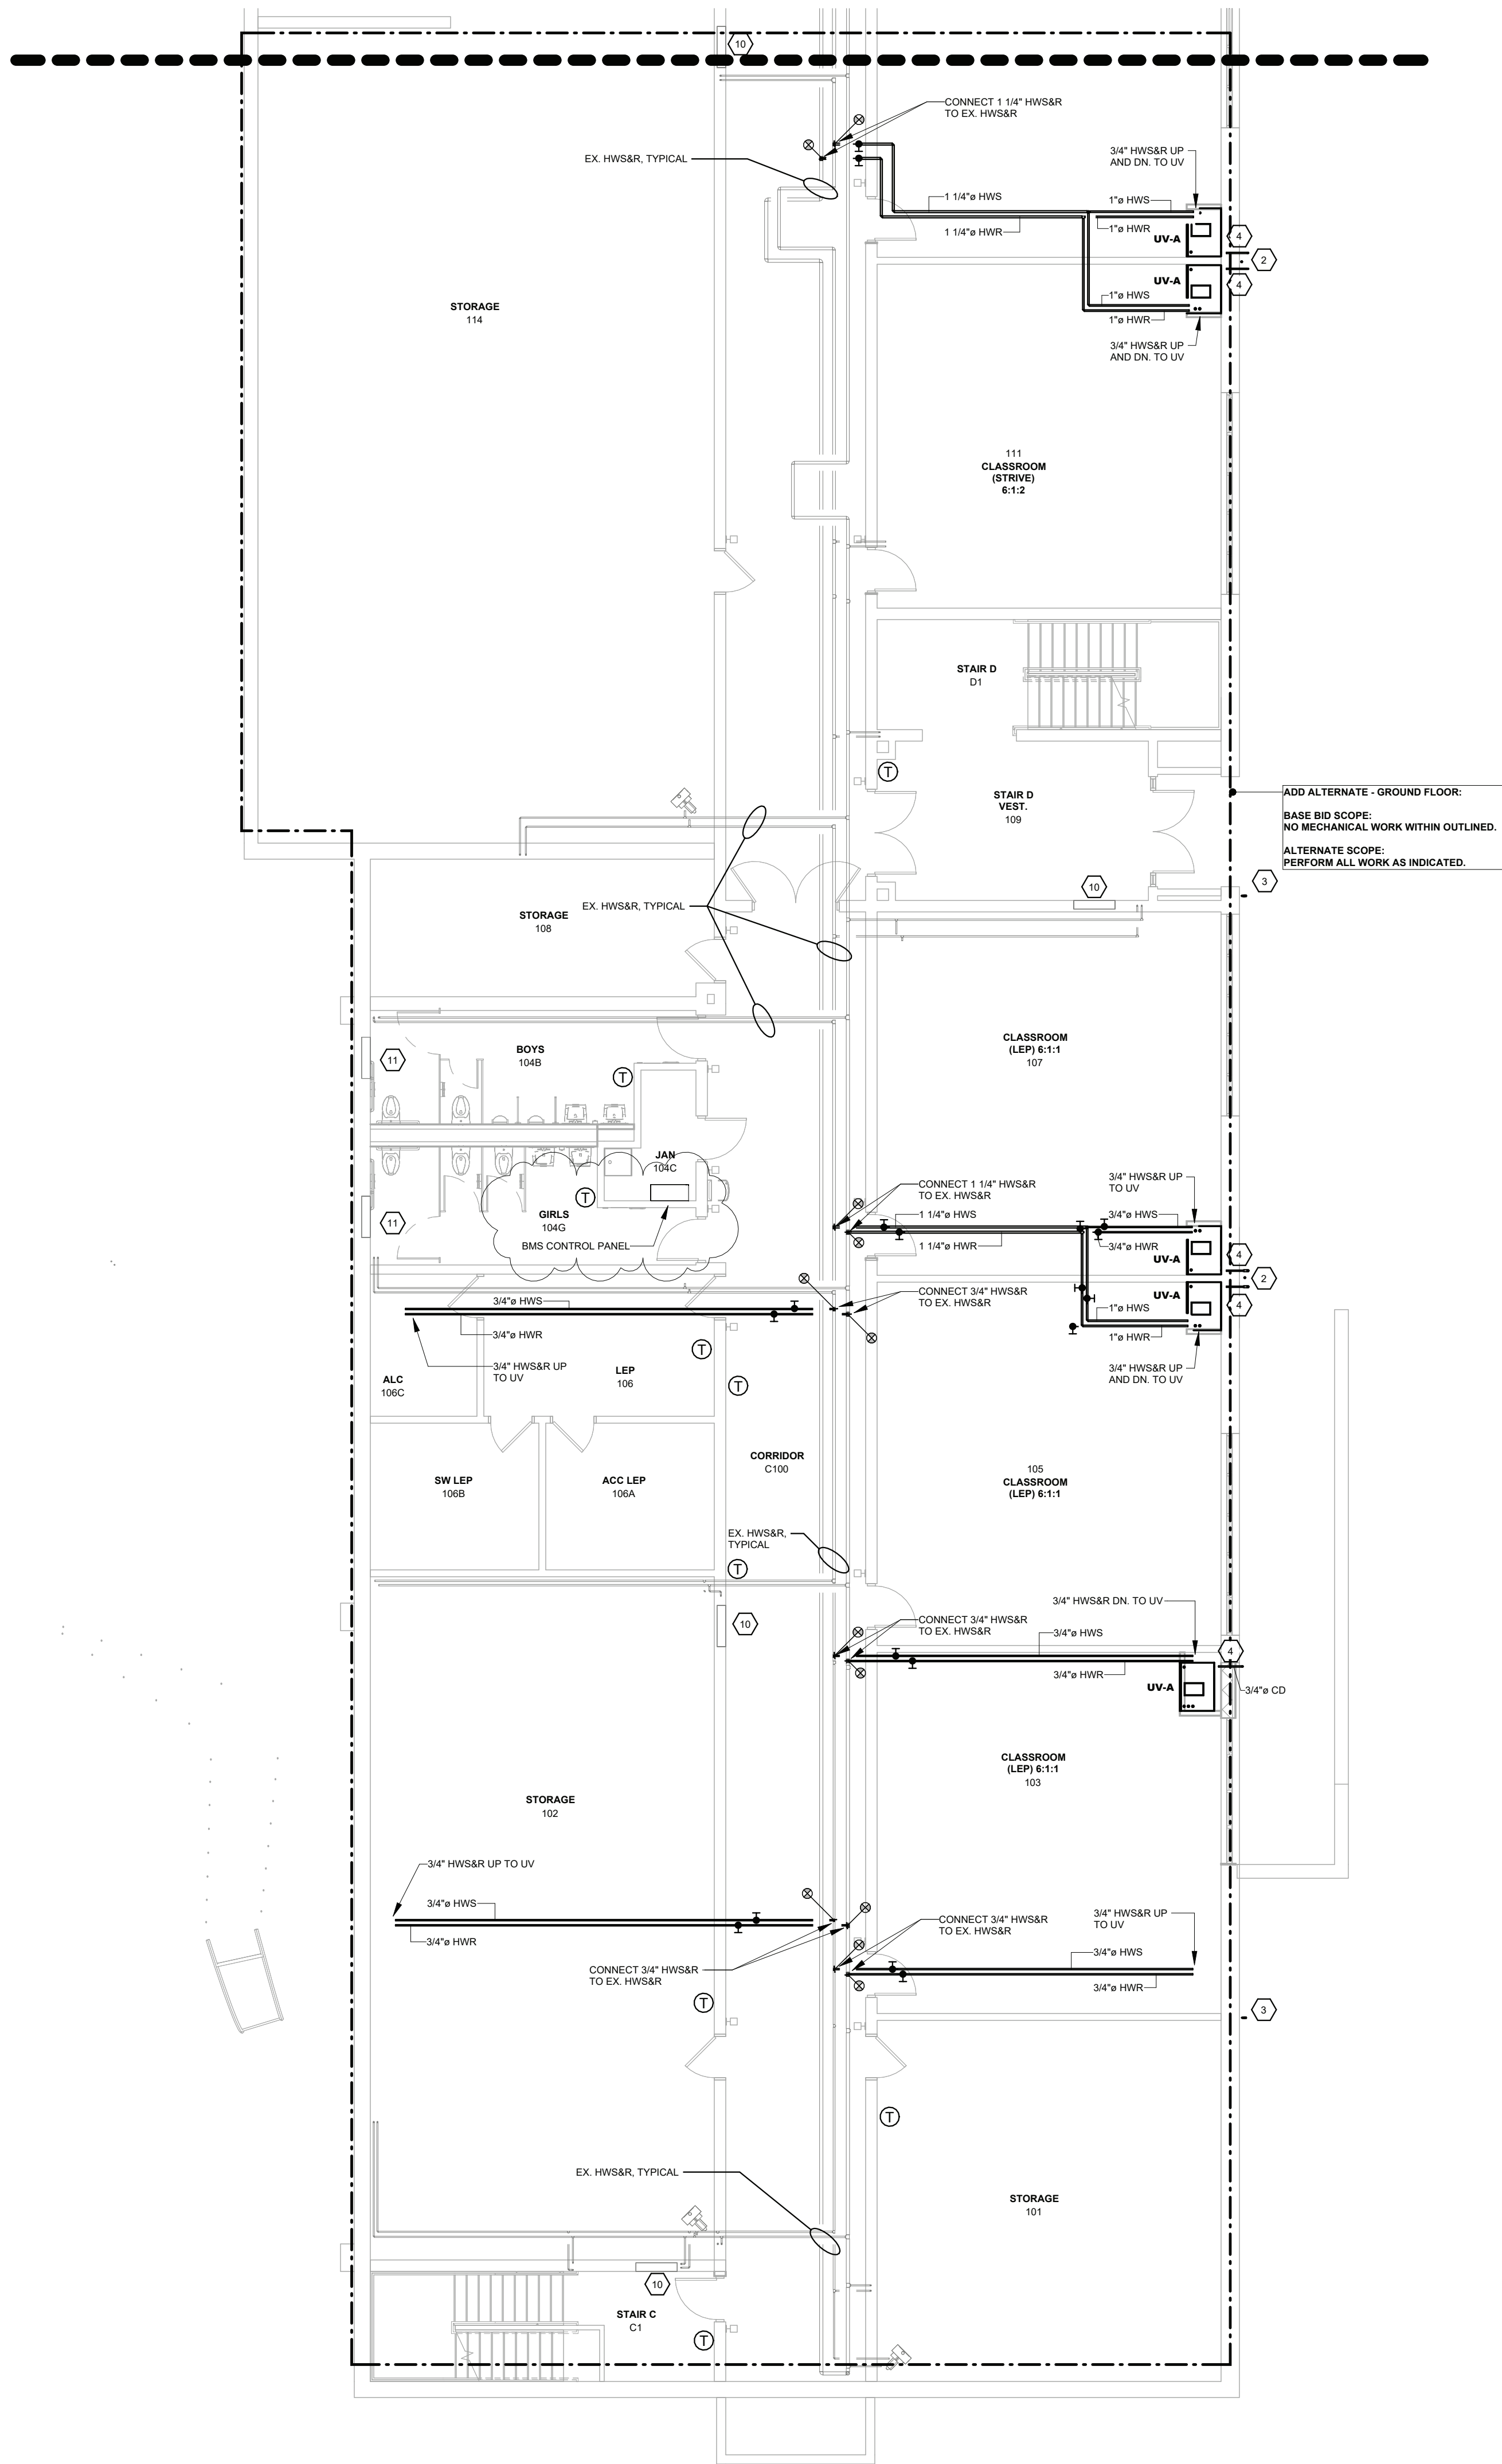 10
CONNECT 1 1/4" HWS&R
TO EX. HWS&R
EX. HWS&R, TYPICAL
3/4" HWS&R UP
AND DN. TO UV
1 1/4"ø HWS
1"ø HWS
1 1/4"ø HWR
1"ø HWR
UV-A
4
2
UV-A
4
1"ø HWS
1"ø HWR
3/4" HWS&R UP
AND DN. TO UV
STORAGE
114
111
CLASSROOM
(STRIVE)
6:1:2
STAIR D
D1
T
STAIR D
VEST.
109
ADD ALTERNATE - GROUND FLOOR:
BASE BID SCOPE:
NO MECHANICAL WORK WITHIN OUTLINED.
ALTERNATE SCOPE:
PERFORM ALL WORK AS INDICATED.
3
10
EX. HWS&R, TYPICAL
STORAGE
108
CLASSROOM
(LEP) 6:1:1
107
BOYS
104B
11
T
JAN
104C
T
GIRLS
104G
11
BMS CONTROL PANEL
CONNECT 1 1/4" HWS&R
TO EX. HWS&R
3/4" HWS&R UP
TO UV
1 1/4"ø HWS
3/4"ø HWS
1 1/4"ø HWR
3/4"ø HWR
UV-A
4
2
UV-A
4
CONNECT 3/4" HWS&R
TO EX. HWS&R
1"ø HWS
1"ø HWR
3/4" HWS&R UP
AND DN. TO UV
3/4"ø HWS
3/4"ø HWR
3/4" HWS&R UP
TO UV
T
T
ALC
106C
LEP
106
SW LEP
106B
ACC LEP
106A
CORRIDOR
C100
105
CLASSROOM
(LEP) 6:1:1
EX. HWS&R,
TYPICAL
T
10
3/4" HWS&R DN. TO UV
CONNECT 3/4" HWS&R
TO EX. HWS&R
3/4"ø HWS
3/4"ø HWR
4
UV-A
3/4"ø CD
CLASSROOM
(LEP) 6:1:1
103
STORAGE
102
3/4" HWS&R UP TO UV
3/4"ø HWS
3/4"ø HWR
CONNECT 3/4" HWS&R
TO EX. HWS&R
CONNECT 3/4" HWS&R
TO EX. HWS&R
3/4" HWS&R UP
TO UV
3/4"ø HWS
3/4"ø HWR
T
3
T
EX. HWS&R, TYPICAL
STORAGE
101
10
STAIR C
C1
T